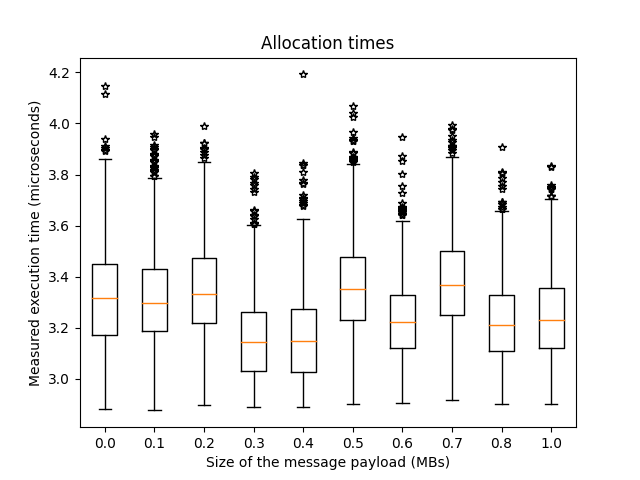 Allocation times
Measured execution time (microseconds)
4.2
4.0
3.8
3.6
3.4
3.2
3.0
0.0 0.1 0.2 0.3 0.4 0.5 0.6 0.7 0.8 1.0
Size of the message payload (MBs)